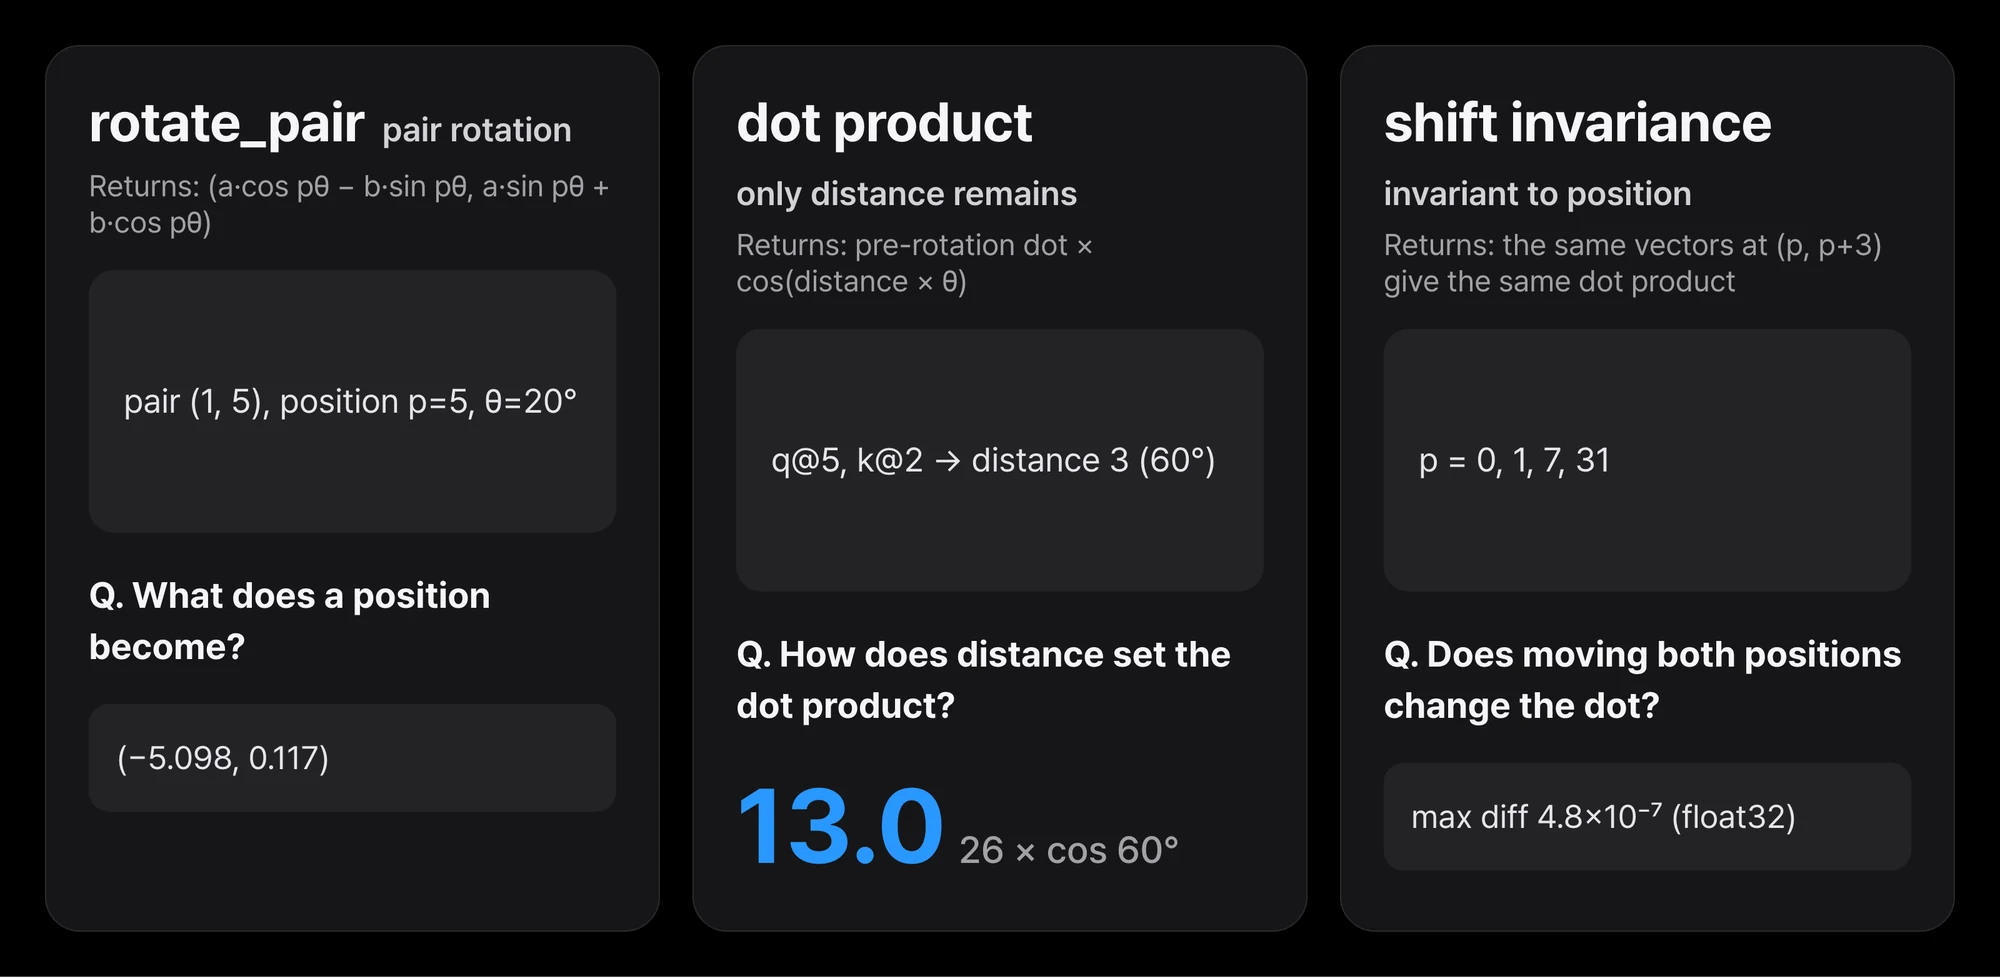 rotate_pair pair rotation
Returns: (a·cos pθ − b·sin pθ, a·sin pθ +
b·cos pθ)
pair (1, 5), position p=5, θ=20°
Q. What does a position
become?
(−5.098, 0.117)
dot product
only distance remains
Returns: pre-rotation dot ×
cos(distance × θ)
q@5, k@2 → distance 3 (60°)
Q. How does distance set the
dot product?
13.0 26 × cos 60°
shift invariance
invariant to position
Returns: the same vectors at (p, p+3)
give the same dot product
p = 0, 1, 7, 31
Q. Does moving both positions
change the dot?
max diff 4.8×10⁻⁷ (float32)